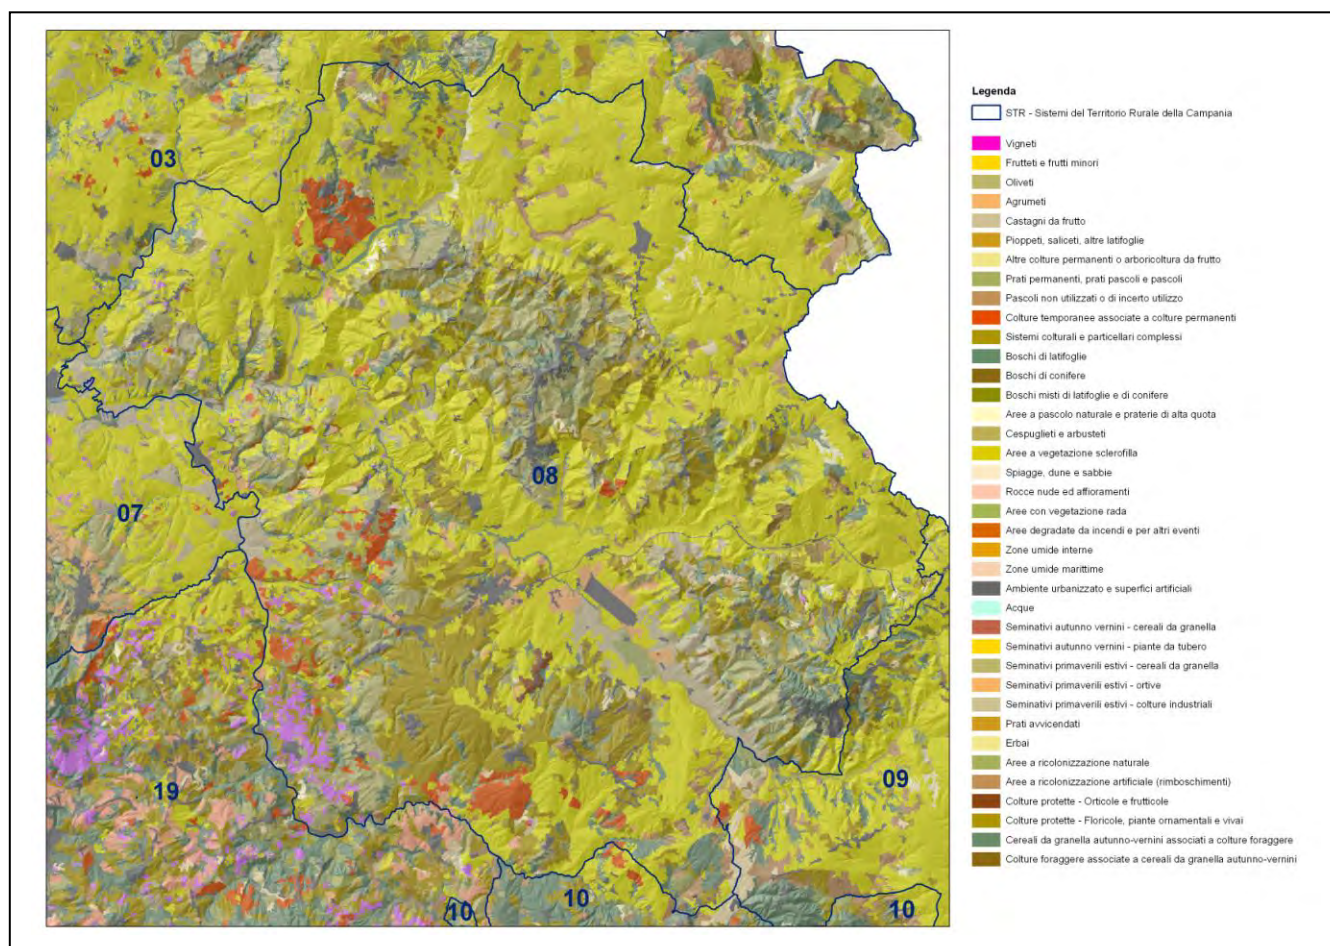 03
08
07
09
19
10
10
10
Legenda
STR - Sistemi del Territorio Rurale della Campania
Vigneti
Frutteti e frutti minori
Oliveti
Agrumeti
Castagni da frutto
Pioppeti, saliceti, altre latifoglie
Altre colture permanenti o arboricoltura da frutto
Prati permanenti, prati pascoli e pascoli
Pascoli non utilizzati o di incerto utilizzo
Colture temporanee associate a colture permanenti
Sistemi colturali e particellari complessi
Boschi di latifoglie
Boschi di conifere
Boschi misti di latifoglie e di conifere
Aree a pascolo naturale e praterie di alta quota
Cespuglieti e arbusteti
Aree a vegetazione sclerofilla
Spiagge, dune e sabbie
Rocce nude ed affioramenti
Aree con vegetazione rada
Aree degradate da incendi e per altri eventi
Zone umide interne
Zone umide marittime
Ambiente urbanizzato e superfici artificiali
Acque
Seminativi autunno vernini - cereali da granella
Seminativi autunno vernini - piante da tubero
Seminativi primaverili estivi - cereali da granella
Seminativi primaverili estivi - ortive
Seminativi primaverili estivi - colture industriali
Prati avvicendati
Erbai
Aree a ricolonizzazione naturale
Aree a ricolonizzazione artificiale (rimboschimenti)
Colture protette - Orticole e frutticole
Colture protette - Floricole, piante ornamentali e vivai
Cereali da granella autunno-vernini associati a colture foraggere
Colture foraggere associate a cereali da granella autunno-vernini